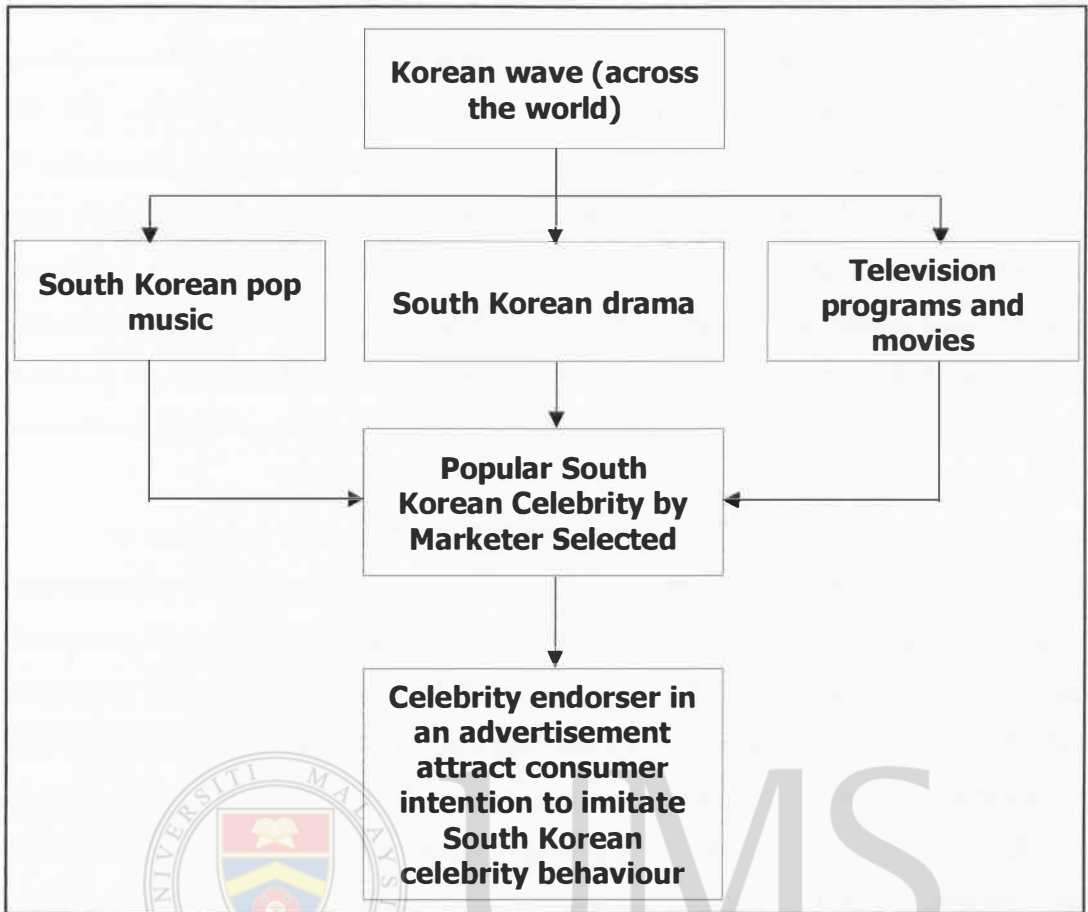 Korean wave (across
the world)
South Korean pop
music
South Korean drama
Television
programs and
movies
Popular South
Korean Celebrity by
Marketer Selected
Celebrity endorser in
an advertisement
attract consumer
intention to imitate
South Korean
celebrity behaviour
UNIVERSITI MALAYSI
UMS